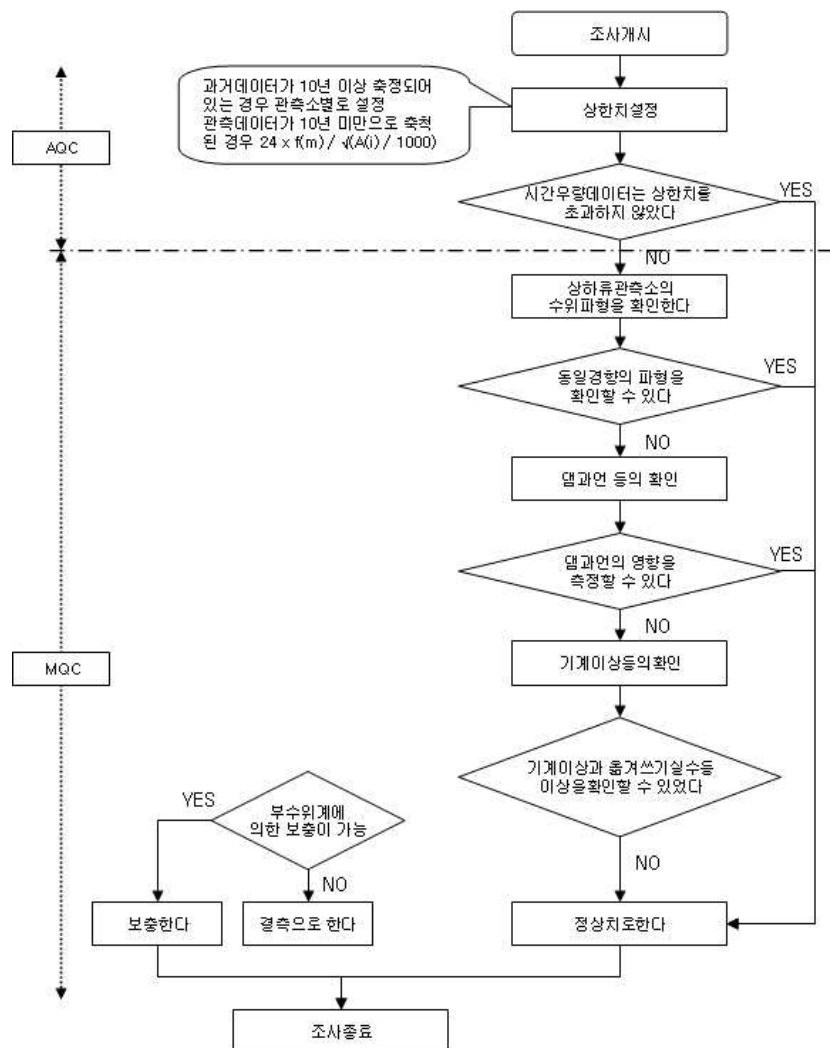 조사개시
과거데이터가 10년 이상 축정되어
있는 경우 관측소별로 설정
관측데이터가 10년 미만으로 축척
된 경우 24 x f(m) / √(A(i) / 1000)
상한치설정
AQC
시간우량데이터는 상한치를
초과하지 않았다
YES
NO
상하류관측소의
수위파형을 확인한다
동일경향의 파형을
확인할 수 있다
YES
NO
댐과언 등의 확인
댐과언의 영향을
측정할 수 있다
YES
NO
MQC
기계이상등의확인
기계이상과 옮겨쓰기실수등
이상을확인할 수 있었다
NO
부수위계에
의한 보충이 가능
YES
NO
보충한다
결측으로 한다
정상치로한다
조사종료